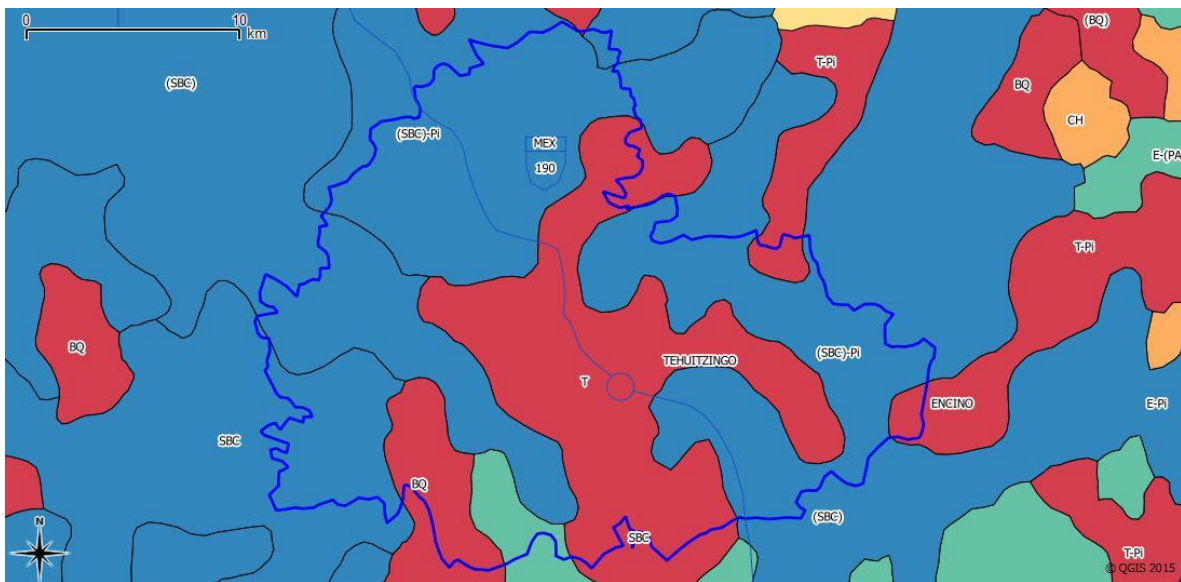 0 10
km
(SBC)
(SBC)-Pi
MEX
190
T-Pi
(BQ)
BQ
CH
E-(PA
T-Pi
BQ
TEHUITZINGO
T
(SBC)-Pi
ENCINO
E-Pi
SBC
BQ
(SBC)
SBC
N
T-Pi
© QGIS 2015